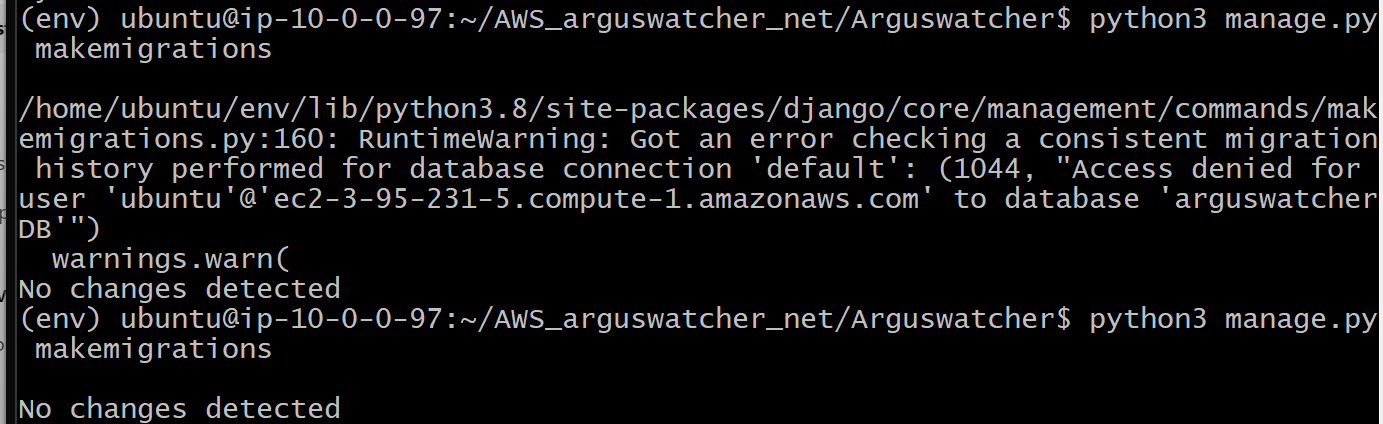 (env) ubuntu@ip-10-0-0-97:~/AWS_arguswatcher_net/Arguswatcher$ python3 manage.py
makemigrations
/home/ubuntu/env/lib/python3.8/site-packages/django/core/management/commands/mak
emigrations.py:160: RuntimeWarning: Got an error checking a consistent migration
history performed for database connection 'default': (1044, "Access denied for
user 'ubuntu'@'ec2-3-95-231-5.compute-1.amazonaws.com' to database 'arguswatcher
DB'")
warnings.warn(
No changes detected
(env) ubuntu@ip-10-0-0-97:~/AWS_arguswatcher_net/Arguswatcher$ python3 manage.py
makemigrations
No changes detected